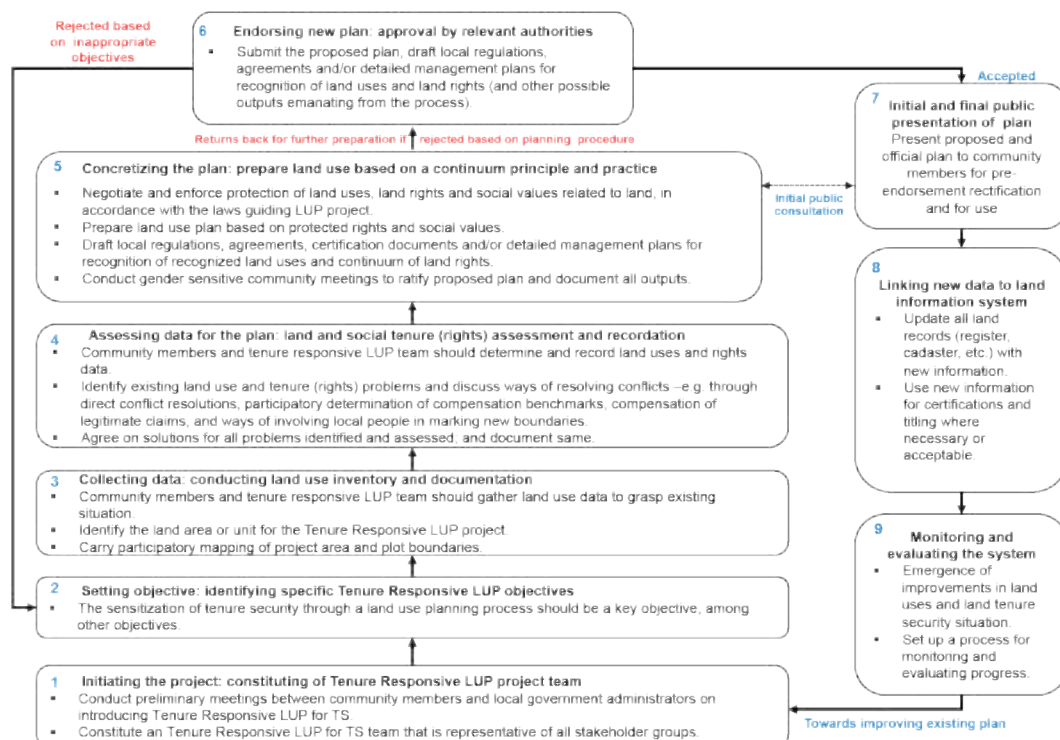 Rejected based
on inappropriate
objectives
6 Endorsing new plan: approval by relevant authorities
▪ Submit the proposed plan, draft local regulations,
agreements and/or detailed management plans for
recognition of land uses and land rights (and other possible
outputs emanating from the process).
Accepted
Returns back for further preparation if rejected based on planning procedure
5 Concretizing the plan: prepare land use based on a continuum principle and practice
▪ Negotiate and enforce protection of land uses, land rights and social values related to land, in
accordance with the laws guiding LUP project.
▪ Prepare land use plan based on protected rights and social values.
▪ Draft local regulations, agreements, certification documents and/or detailed management plans for
recognition of recognized land uses and continuum of land rights.
▪ Conduct gender sensitive community meetings to ratify proposed plan and document all outputs.
Initial public
consultation
7 Initial and final public
presentation of plan
Present proposed and
official plan to community
members for pre-
endorsement rectification
and for use
4 Assessing data for the plan: land and social tenure (rights) assessment and recordation
▪ Community members and tenure responsive LUP team should determine and record land uses and rights
data.
▪ Identify existing land use and tenure (rights) problems and discuss ways of resolving conflicts –e.g. through
direct conflict resolutions, participatory determination of compensation benchmarks, compensation of
legitimate claims, and ways of involving local people in marking new boundaries.
▪ Agree on solutions for all problems identified and assessed; and document same.
8
Linking new data to land
information system
▪ Update all land
records (register,
cadaster, etc.) with
new information.
▪ Use new information
for certifications and
titling where
necessary or
acceptable.
3 Collecting data: conducting land use inventory and documentation
▪ Community members and tenure responsive LUP team should gather land use data to grasp existing
situation.
▪ Identify the land area or unit for the Tenure Responsive LUP project.
▪ Carry participatory mapping of project area and plot boundaries.
2 Setting objective: identifying specific Tenure Responsive LUP objectives
▪ The sensitization of tenure security through a land use planning process should be a key objective, among
other objectives.
9 Monitoring and
evaluating the system
▪ Emergence of
improvements in land
uses and land tenure
security situation.
▪ Set up a process for
monitoring and
evaluating progress.
1 Initiating the project: constituting of Tenure Responsive LUP project team
▪ Conduct preliminary meetings between community members and local government administrators on
introducing Tenure Responsive LUP for TS.
▪ Constitute an Tenure Responsive LUP for TS team that is representative of all stakeholder groups.
Towards improving existing plan